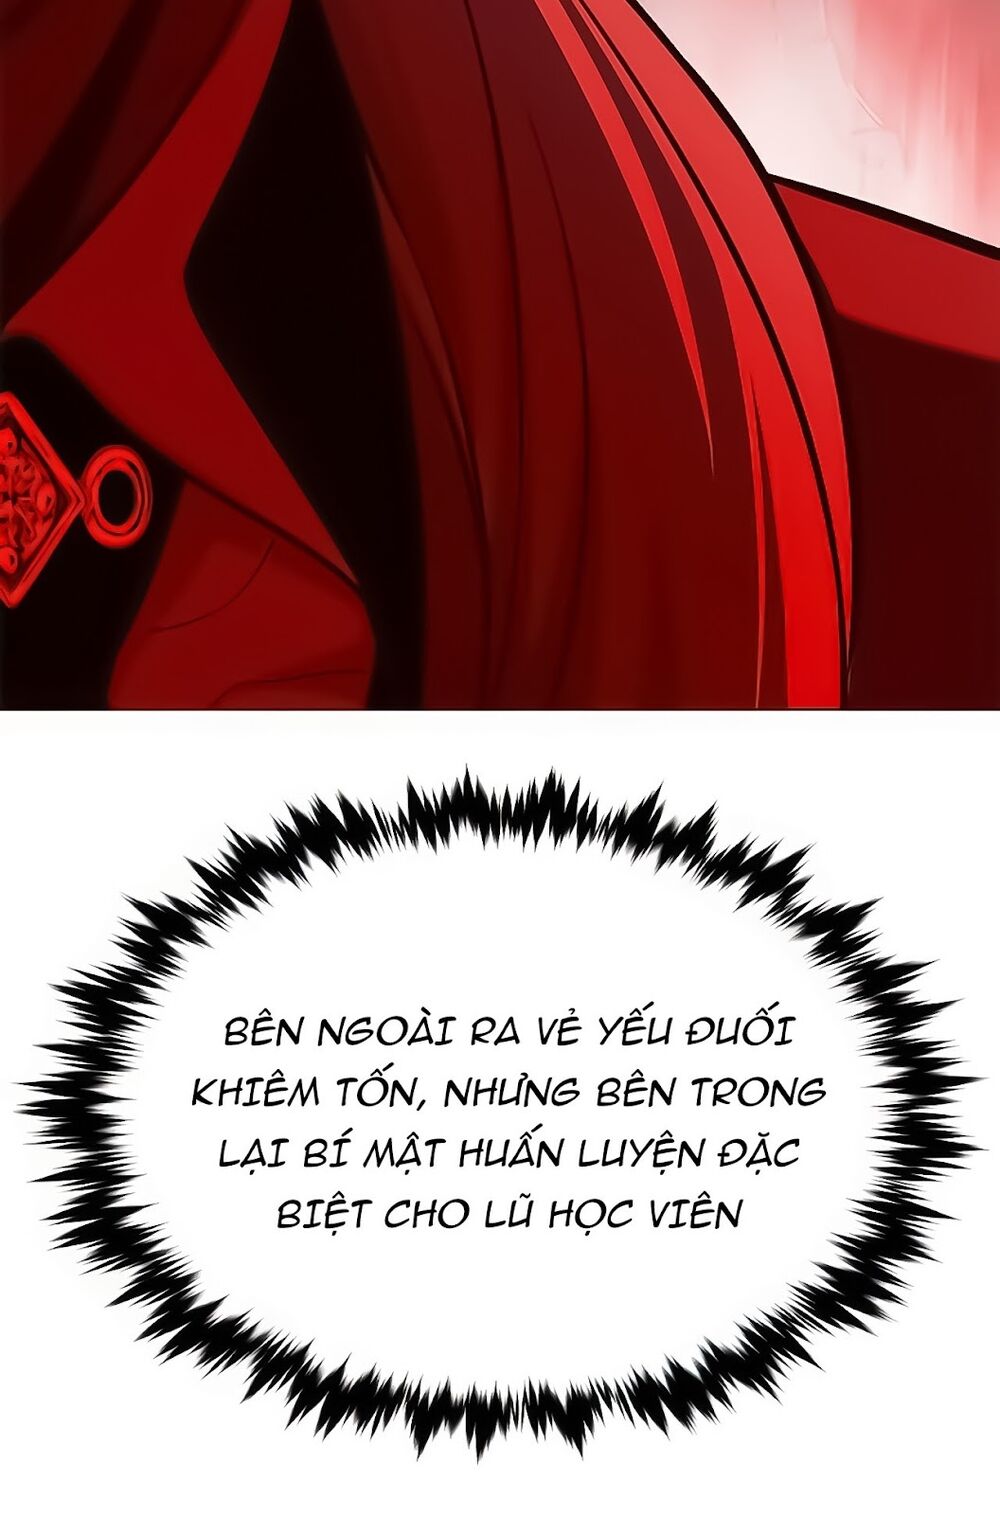 BÊN NGOÀI RA VẺ YẾU ĐUỐI
KHIÊM TỐN, NHƯNG BÊN TRONG
LẠI BÍ MẬT HUẤN LUYỆN ĐẶC
BIỆT CHO LŨ HỌC VIÊN